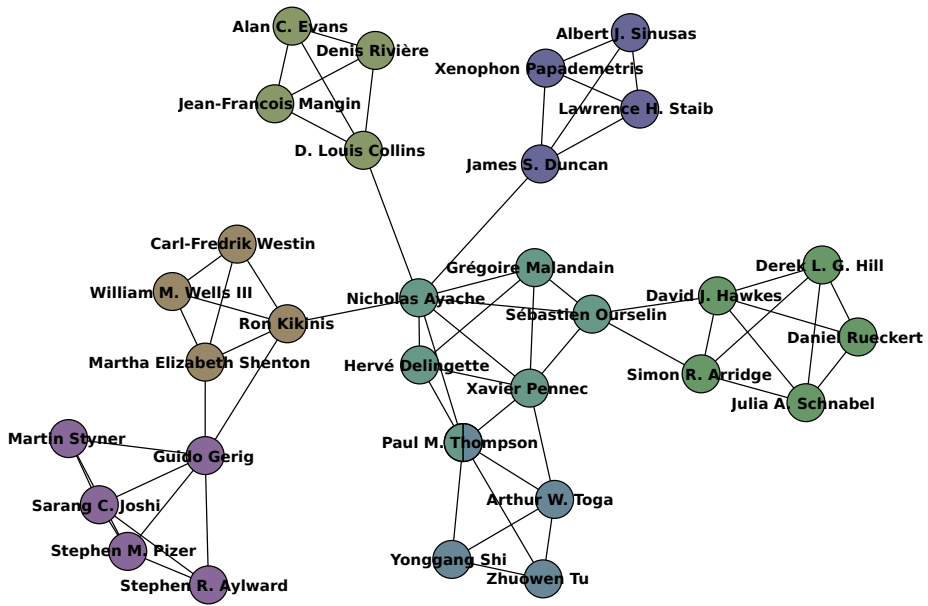 Alan C. Evans
Albert J. Sinusas
Denis Rivière
Xenophon Papademetris
Jean-Francois Mangin
Lawrence H. Staib
D. Louis Collins
James S. Duncan
Carl-Fredrik Westin
Grégoire Malandain
Derek L. G. Hill
William M. Wells III
Nicholas Ayache
David J. Hawkes
Sébastien Ourselin
Ron Kikinis
Daniel Rueckert
Martha Elizabeth Shenton
Hervé Delingette
Simon R. Arridge
Xavier Pennec
Julia A. Schnabel
Martin Styner
Paul M. Thompson
Guido Gerig
Arthur W. Toga
Sarang C. Joshi
Stephen M. Pizer
Yonggang Shi
Zhuowen Tu
Stephen R. Aylward